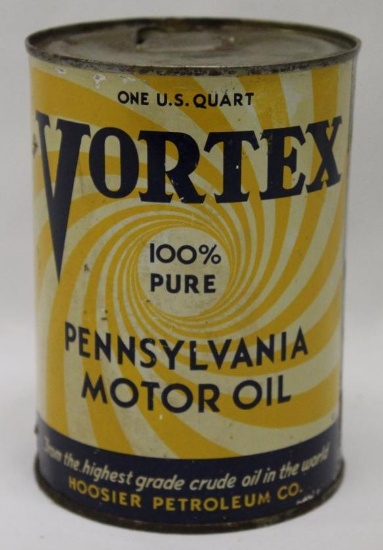 ONE U.S. QUART
VORTEX
100%
PURE
PENNSYLVANIA
MOTOR OIL
from the highest grade crude oil in the world
HOOSIER PETROLEUM CO.